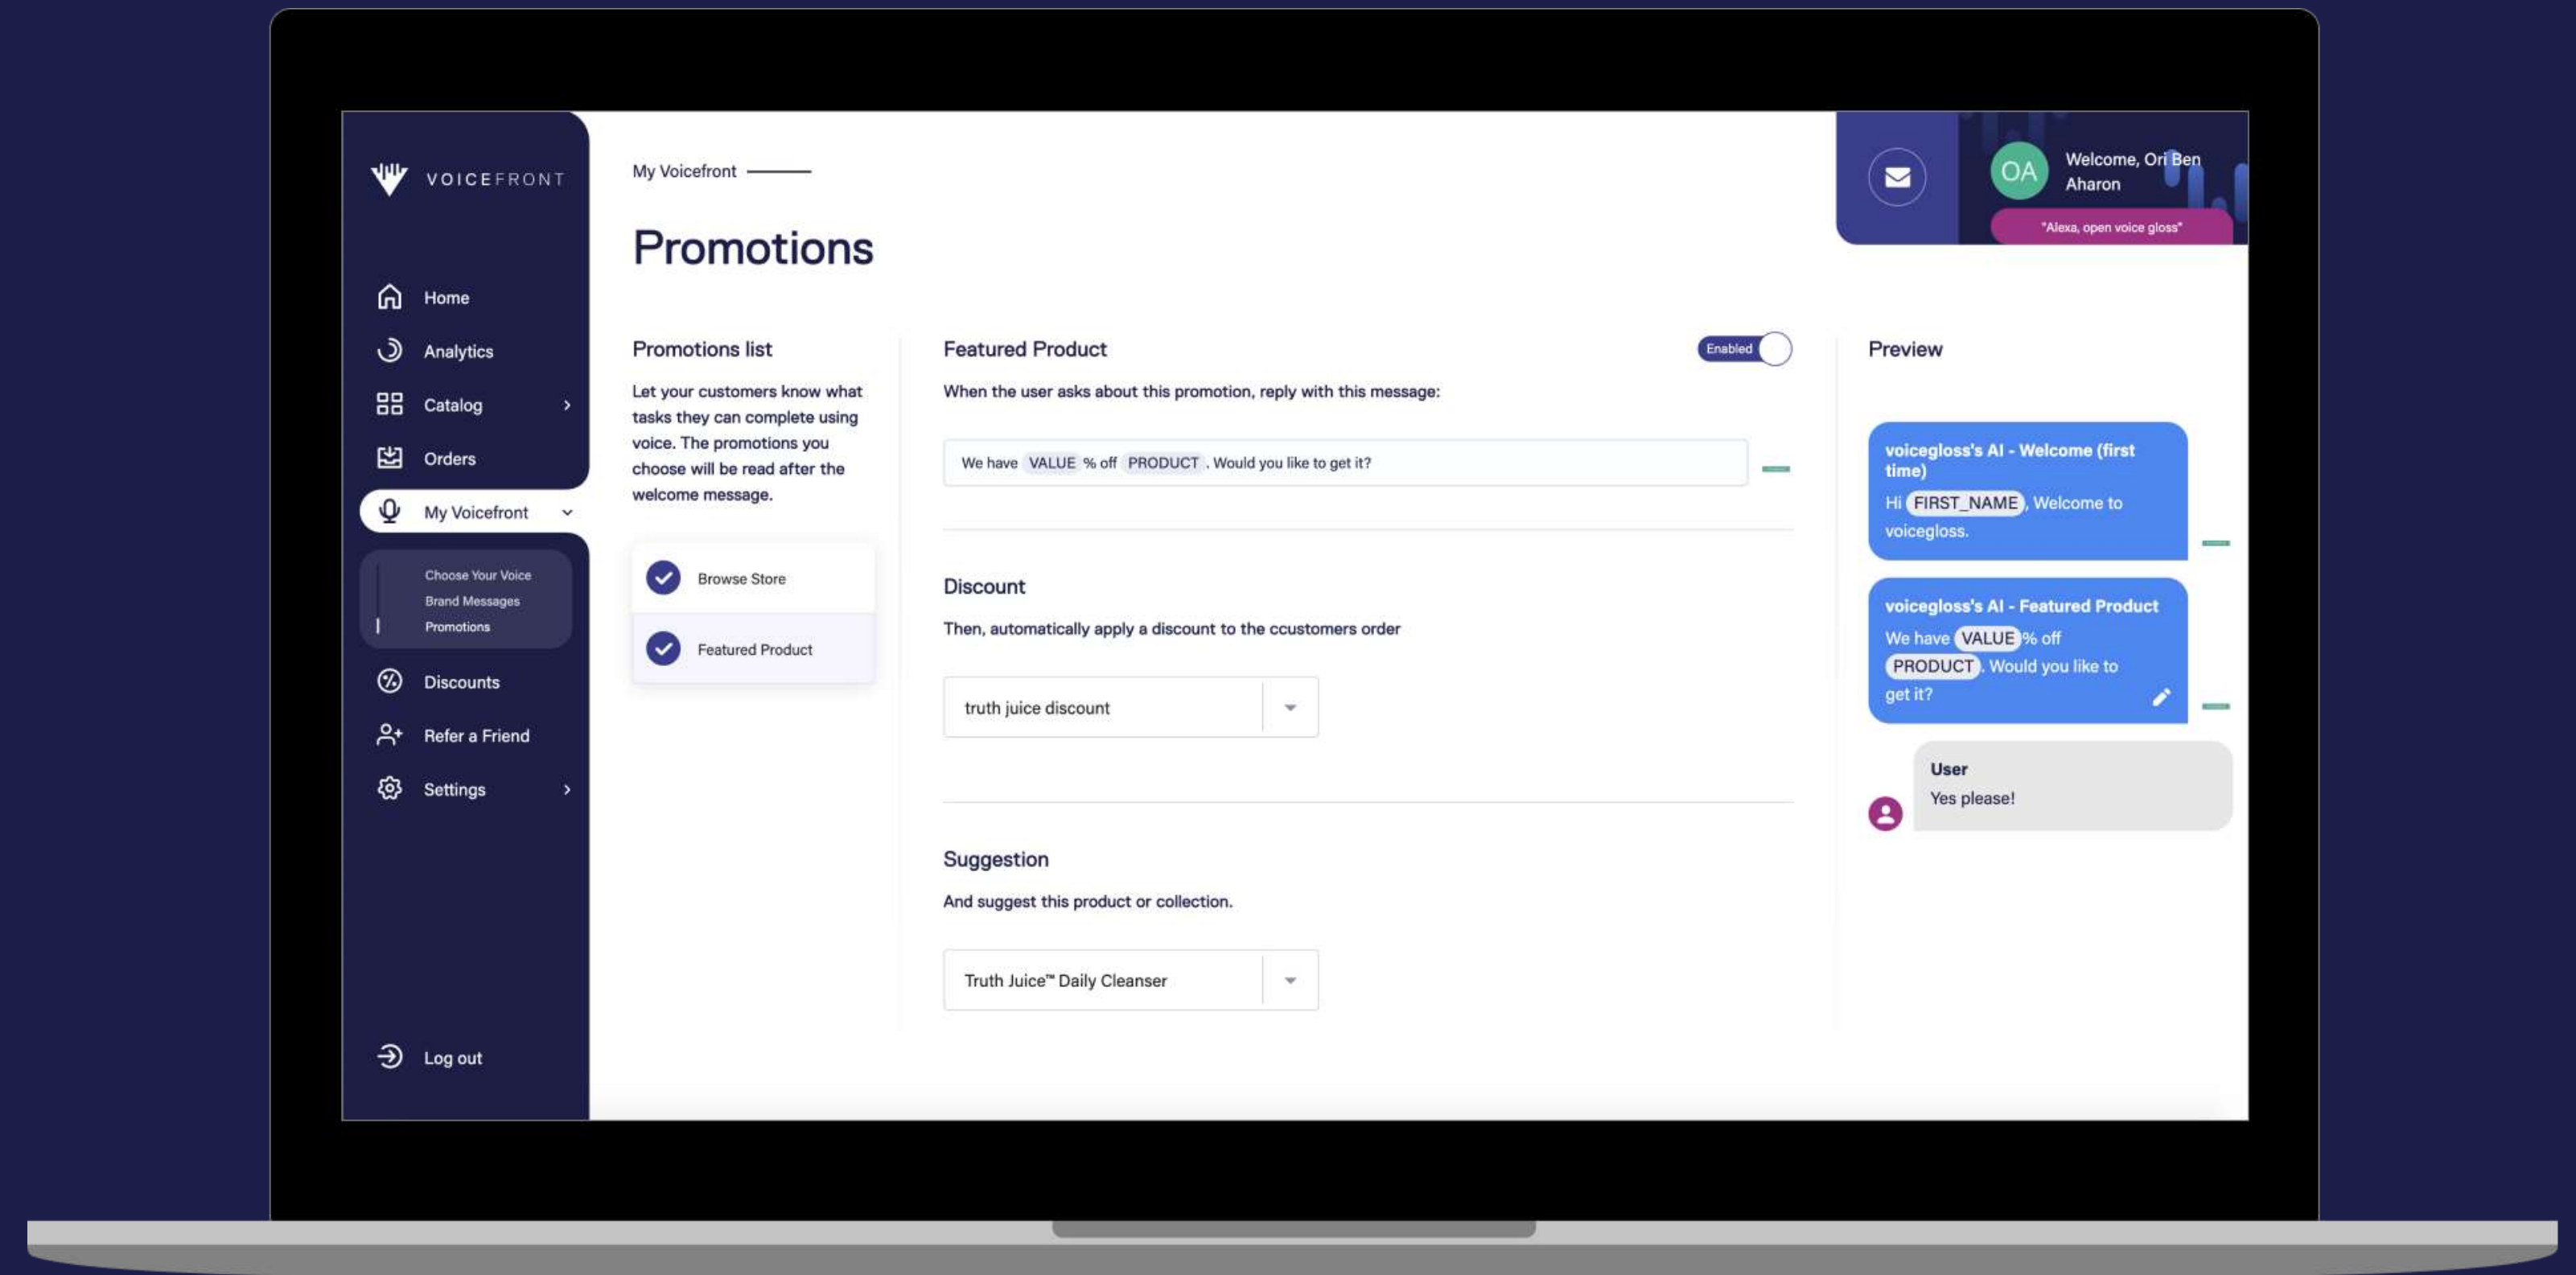 VOICEFRONT
Home
Analytics
Catalog
Orders
My Voicefront
Choose Your Voice
Brand Messages
Promotions
Discounts
Refer a Friend
Settings
Log out
My Voicefront
Promotions
OA
Welcome, Ori Ben
Aharon
"Alexa, open voice gloss"
Promotions list
Let your customers know what
tasks they can complete using
voice. The promotions you
choose will be read after the
welcome message.
Browse Store
Featured Product
Featured Product
Enabled
When the user asks about this promotion, reply with this message:
We have VALUE % off PRODUCT . Would you like to get it?
Discount
Then, automatically apply a discount to the ccustomers order
truth juice discount
Suggestion
And suggest this product or collection.
Truth Juice™ Daily Cleanser
Preview
voicegloss's AI - Welcome (first
time)
Hi FIRST_NAME , Welcome to
voicegloss.
voicegloss's AI - Featured Product
We have VALUE % off
PRODUCT . Would you like to
get it?
User
Yes please!